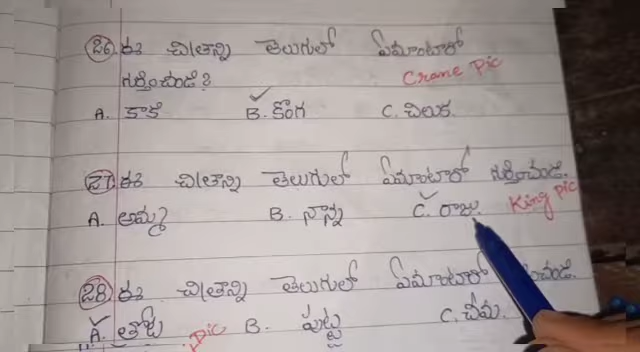 26 ఈ చిత్రాన్ని తెలుగులో ఏమంటారో
గుర్తించండి? Crane Pic
A. కాకి B. కొంగ C. చిలుక
27 ఈ చిత్రాన్ని తెలుగులో ఏమంటారో గుర్తించండి.
A. అమ్మ B. నాన్న C. రాజు. King pic
28 ఈ చిత్రాన్ని తెలుగులో ఏమంటారో
A. Pic B. C. చీమ.